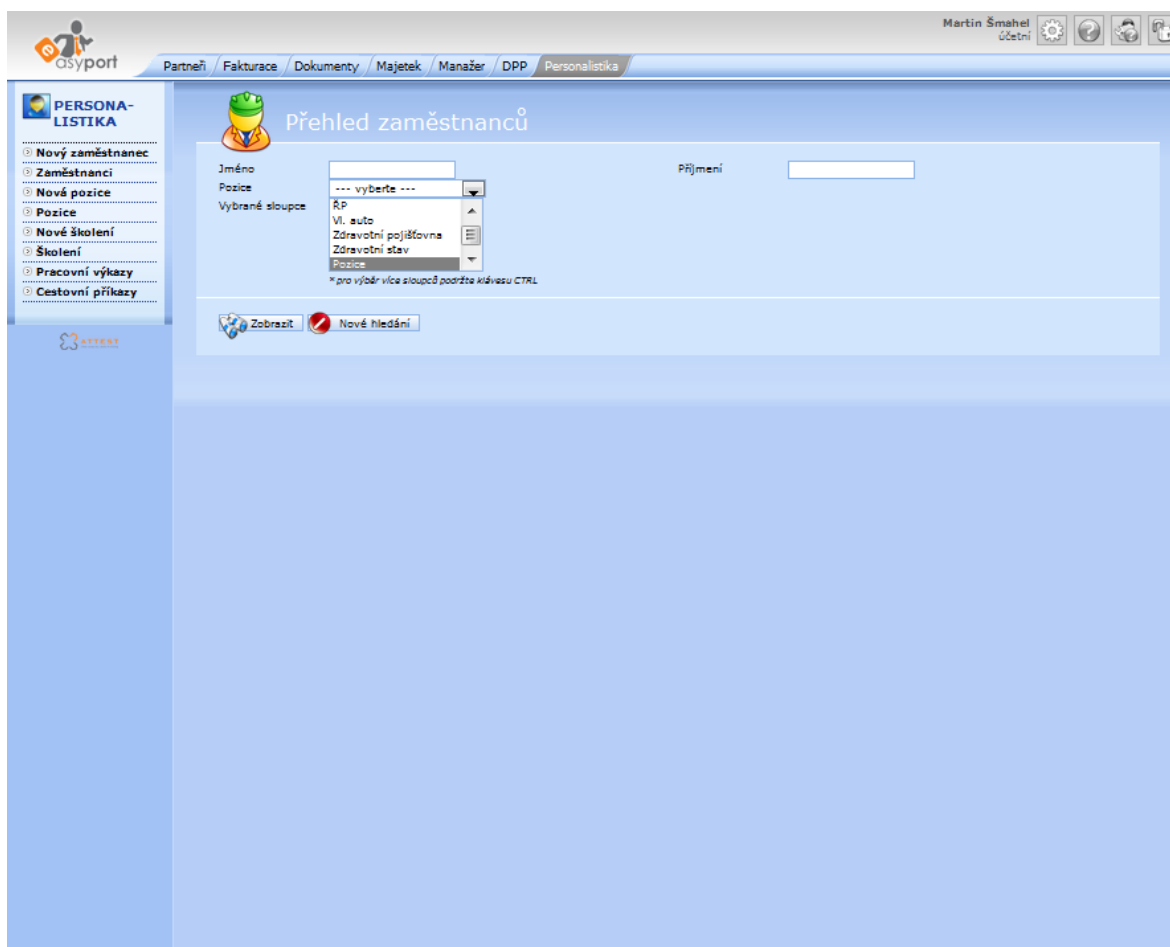 Martin Šmahel
účetní
easyport
Partneři / Fakturace / Dokumenty / Majetek / Manažer / DPP / Personalistika
PERSONA-
LISTIKA
Přehled zaměstnanců
Nový zaměstnanec
Zaměstnanci
Nová pozice
Pozice
Nové školení
Školení
Pracovní výkazy
Cestovní příkazy
ATTEST
Jméno
Příjmení
Pozice
--- vyberte ---
Vybrané sloupce
ŘP
Vl. auto
Zdravotní pojišťovna
Zdravotní stav
Pozice
* pro výběr více sloupců podržte klávesu CTRL
Zobrazit
Nové hledání